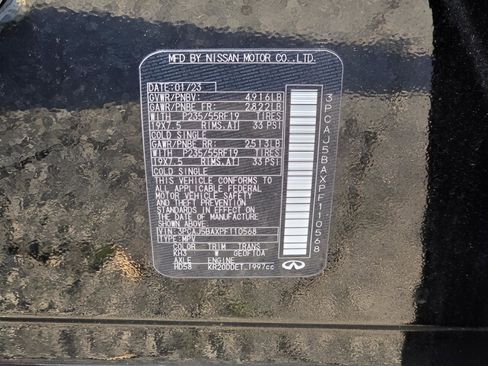 MFD BY NISSAN MOTOR CO.,LTD.
DATE:01/23
GVWR/PNBV: 4916LB
GAWR/PNBE FR: 2822LB
WITH P235/55RF19 TIRES
19X7.5 RIMS,AT 33 PSI
COLD SINGLE
GAWR/PNBE RR: 2513LB
WITH P235/55RF19 TIRES
19X7.5 RIMS,AT 33 PSI
COLD SINGLE
THIS VEHICLE CONFORMS TO
ALL APPLICABLE FEDERAL
MOTOR VEHICLE SAFETY
AND THEFT PREVENTION
STANDARDS IN EFFECT ON
THE DATE OF MANUFACTURE
SHOWN ABOVE.
VIN:3PCAJ5BAXPF110568
TYPE:MPV
COLOR TRIM TRANS
KH3 W GE0F10A
AXLE ENGINE
HD58 KR20DDET 1997cc
3PCAJ5BAXPF110568